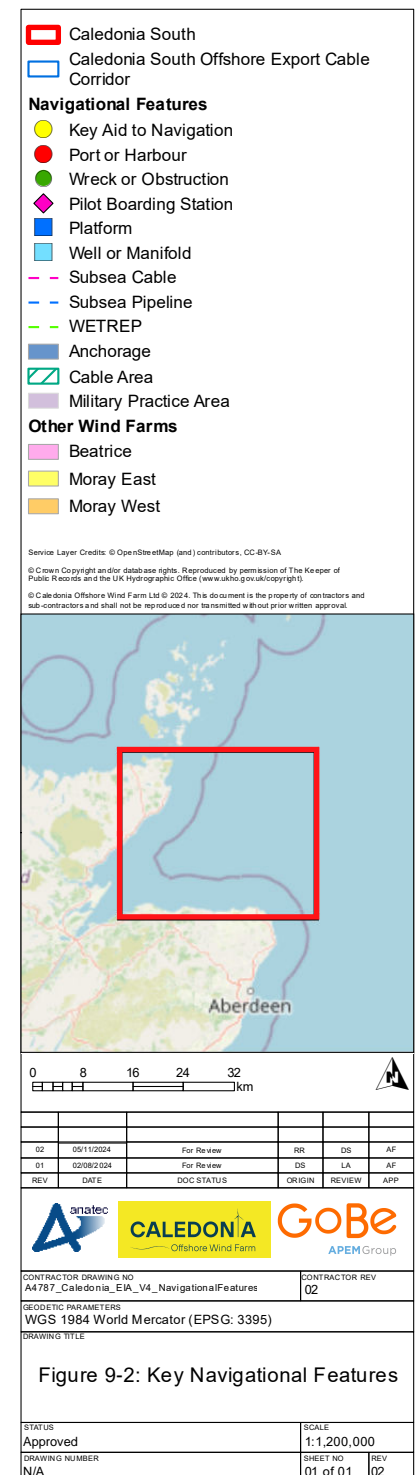 Caledonia South
Caledonia South Offshore Export Cable
Corridor
Navigational Features
Key Aid to Navigation
Port or Harbour
Wreck or Obstruction
Pilot Boarding Station
Platform
Well or Manifold
Subsea Cable
Subsea Pipeline
WETREP
Anchorage
Cable Area
Military Practice Area
Other Wind Farms
Beatrice
Moray East
Moray West
Service Layer Credits: © OpenStreetMap (and) contributors, CC-BY-SA
© Crown Copyright and/or database rights. Reproduced by permission of The Keeper of
Public Records and the UK Hydrographic Office (www.ukho.gov.uk/copyright).
© Caledonia Offshore Wind Farm Ltd © 2024. This document is the property of contractors and
sub-contractors and shall not be reproduced nor transmitted without prior written approval.
d
Aberdeen
0 8 16 24 32
km
N
02 05/11/2024 For Review RR DS AF
01 02/08/2024 For Review DS LA AF
REV DATE DOC STATUS ORIGIN REVIEW APP
anatec
CALEDONIA
Offshore Wind Farm
GoBe
APEMGroup
CONTRACTOR DRAWING NO CONTRACTOR REV
A4787_Caledonia_EIA_V4_NavigationalFeatures 02
GEODETIC PARAMETERS
WGS 1984 World Mercator (EPSG: 3395)
DRAWING TITLE
Figure 9-2: Key Navigational Features
STATUS SCALE
Approved 1:1,200,000
DRAWING NUMBER SHEET NO REV
N/A 01 of 01 02